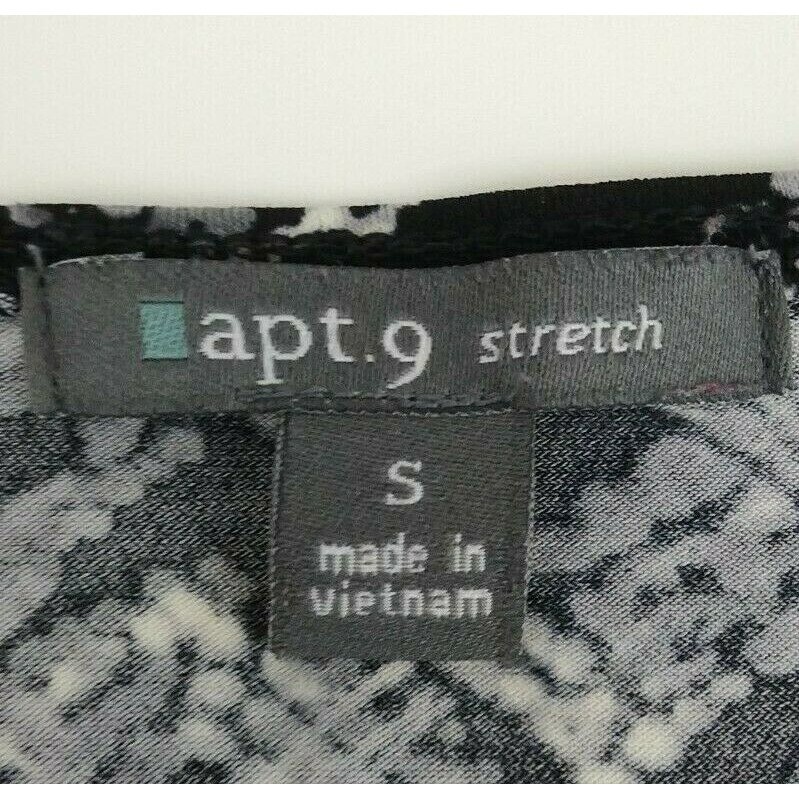 apt.9 stretch
S
made in
vietnam